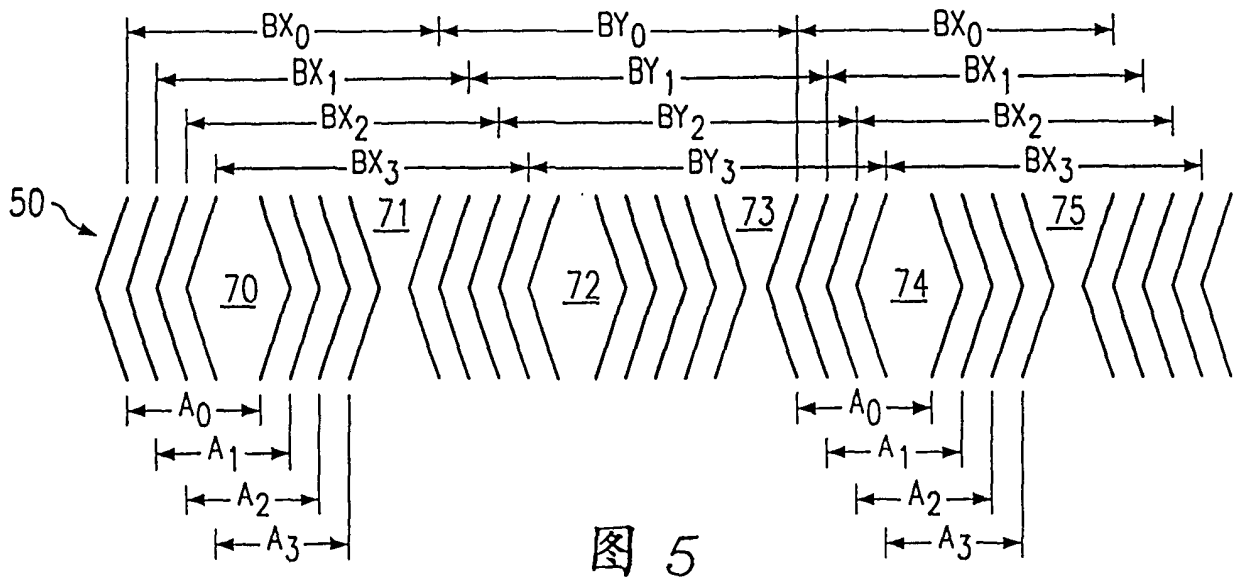 BX0 BY0 BX0
BX1 BY1 BX1
BX2 BY2 BX2
BX3 BY3 BX3
50 71 73 75
70 72 74
A0 A0
A1 A1
A2 A2
A3 A3
图 5